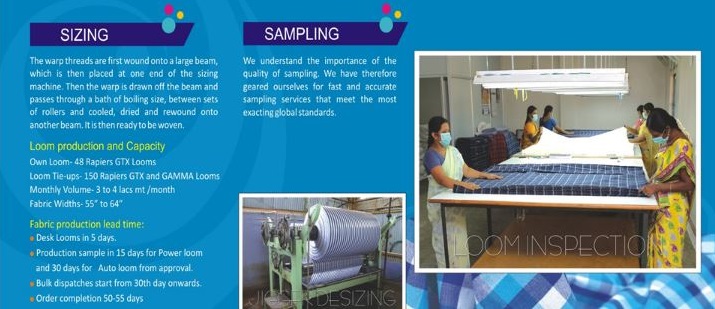 SIZING
The warp threads are first wound onto a large beam,
which is then placed at one end of the sizing
machine. Then the warp is drawn off the beam and
passes through a bath of boiling size, between sets
of rollers and cooled, dried and rewound onto
another beam. It is then ready to be woven.
Loom production and Capacity
Own Loom- 48 Rapiers GTX Looms
Loom Tie-ups- 150 Rapiers GTX and GAMMA Looms
Monthly Volume- 3 to 4 lacs mt /month
Fabric Widths- 55" to 64"
Fabric production lead time:
Desk Looms in 5 days.
Production sample in 15 days for Power loom
and 30 days for Auto loom from approval.
Bulk dispatches start from 30th day onwards.
Order completion 50-55 days
SAMPLING
We understand the importance of the
quality of sampling. We have therefore
geared ourselves for fast and accurate
sampling services that meet the most
exacting global standards.
JIGGER DESIZING
LOOM INSPECTION